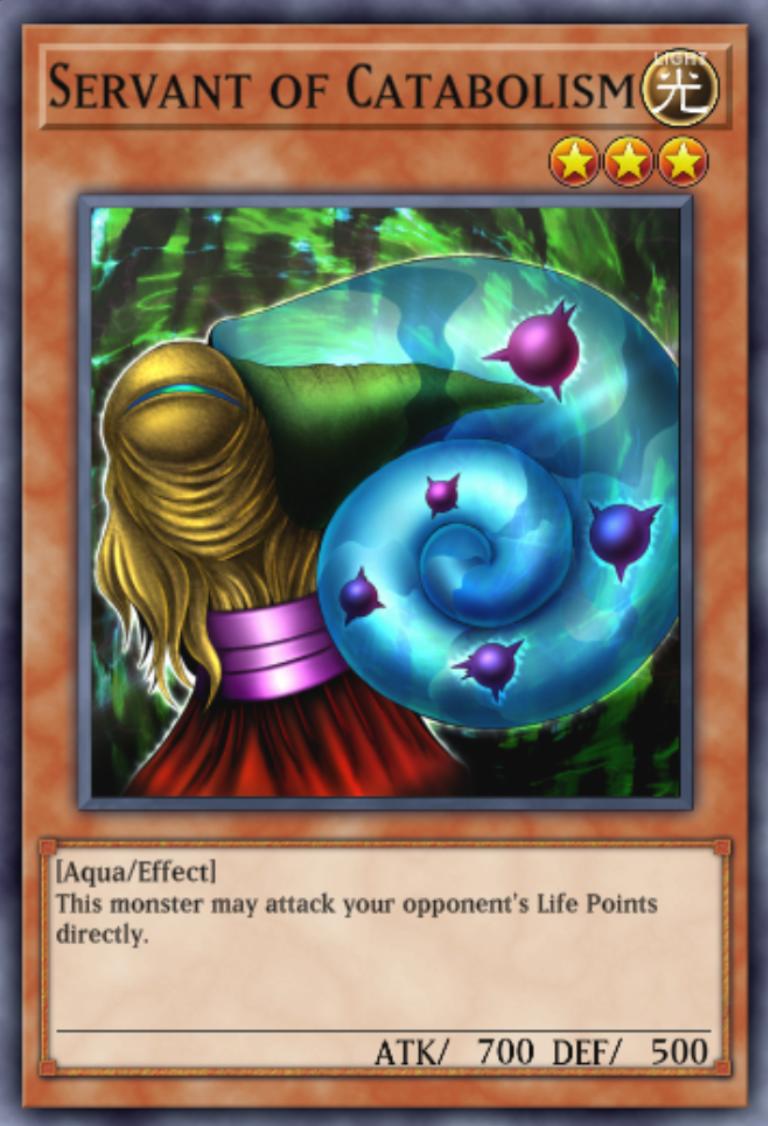 SERVANT OF CATABOLISM
LIGHT
光
[Aqua/Effect]
This monster may attack your opponent's Life Points
directly.
ATK/ 700 DEF/ 500